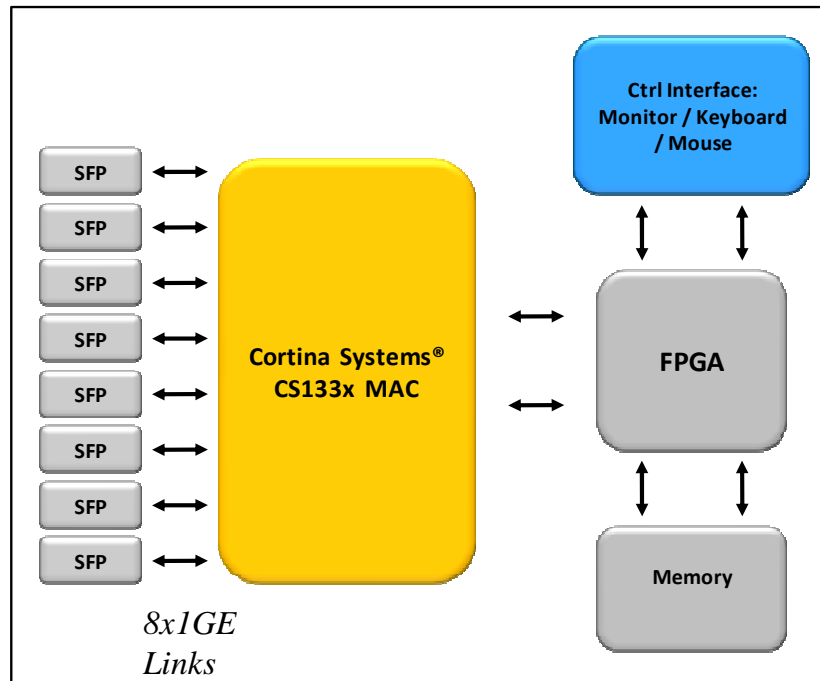 Ctrl Interface:
Monitor / Keyboard
/ Mouse
SFP
SFP
SFP
SFP
SFP
SFP
SFP
SFP
Cortina Systems®
CS133x MAC
FPGA
Memory
8x1GE
Links